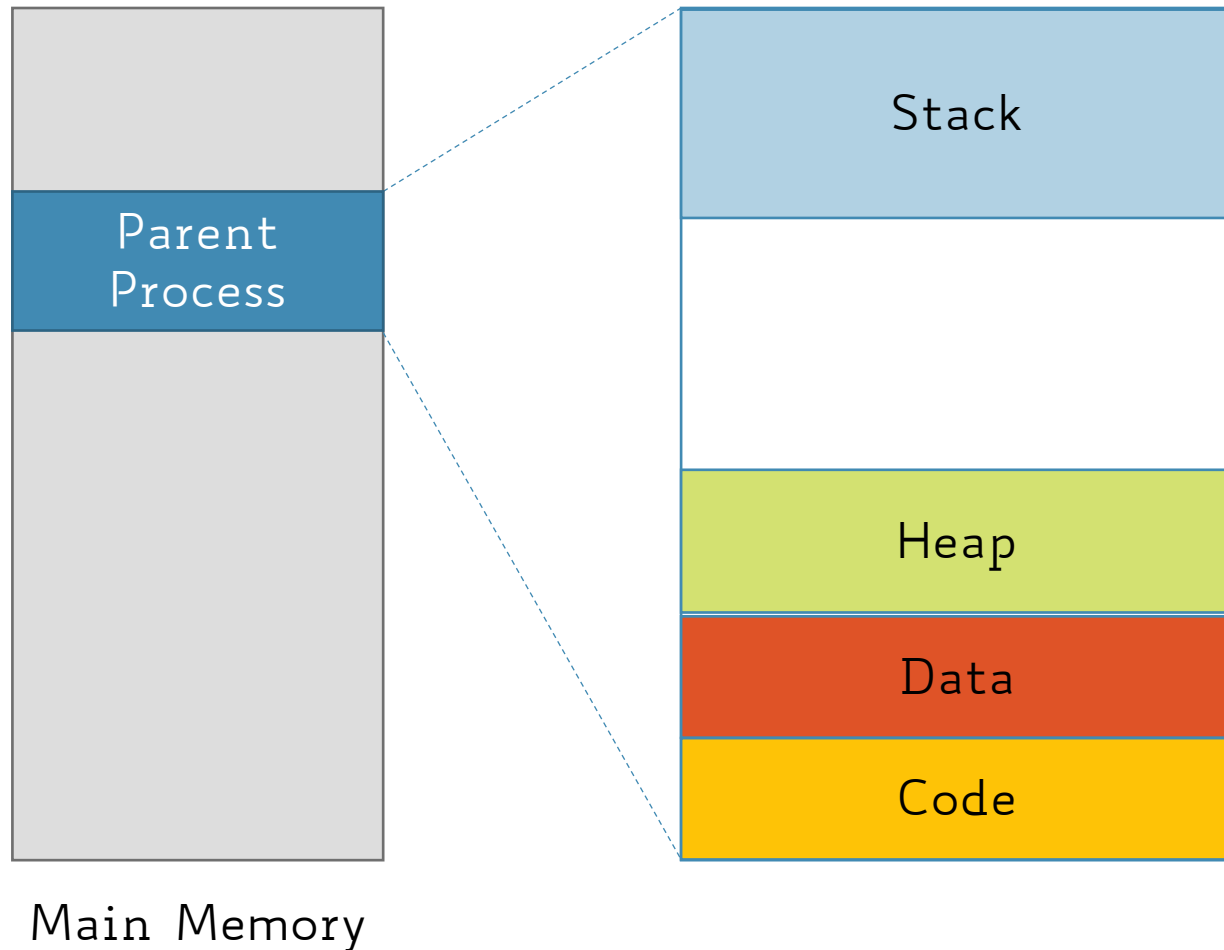 Parent
Process
Main Memory
Stack
Heap
Data
Code